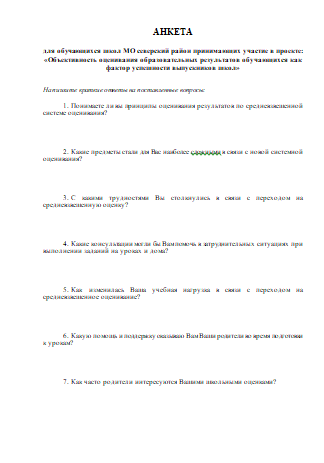 АНКЕТА
для обучающихся школ МО северский район принимающих участие в проекте:
«Объективность оценивания образовательных результатов обучающихся как
фактор успешности выпускников школ»
Напишите краткие ответы на поставленные вопросы:
1. Понимаете ли вы принципы оценивания результатов по средневзвешенной
системе оценивания?
2. Какие предметы стали для Вас наиболее сложными в связи с новой системой
оценивания?
3. С какими трудностями Вы столкнулись в связи с переходом на
средневзвешенную оценку?
4. Какие консультации могли бы Вам помочь в затруднительных ситуациях при
выполнении заданий на уроках и дома?
5. Как изменилась Ваша учебная нагрузка в связи с переходом на
средневзвешенное оценивание?
6. Какую помощь и поддержку оказываю Вам Ваши родители во время подготовки
к урокам?
7. Как часто родители интересуются Вашими школьными оценками?